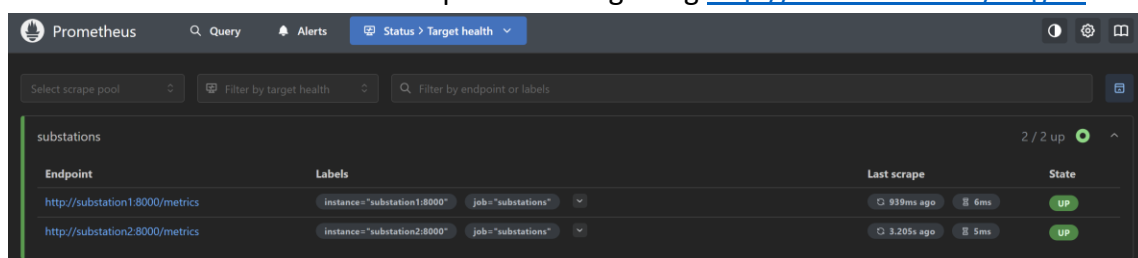 Prometheus Query Alerts Status > Target health
Select scrape pool Filter by target health Filter by endpoint or labels
substations 2 / 2 up
Endpoint Labels Last scrape State
http://substation1:8000/metrics instance="substation1:8000" job="substations" 939ms ago 6ms UP
http://substation2:8000/metrics instance="substation2:8000" job="substations" 3.205s ago 5ms UP